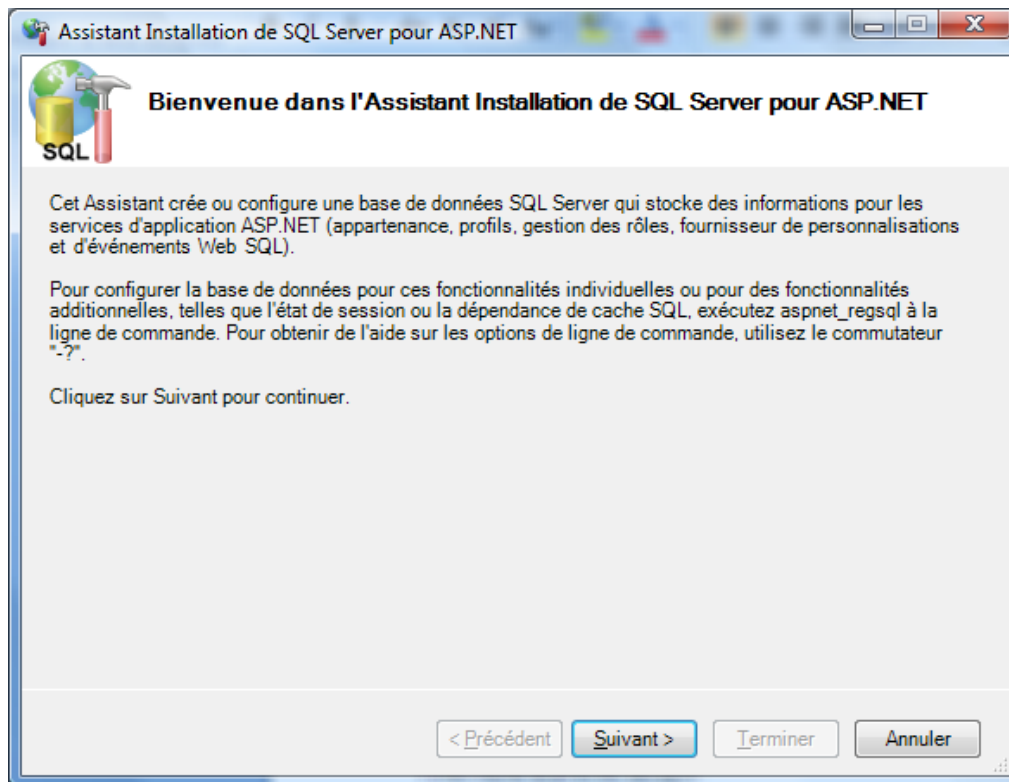 Assistant Installation de SQL Server pour ASP.NET
Bienvenue dans l'Assistant Installation de SQL Server pour ASP.NET
SQL
Cet Assistant crée ou configure une base de données SQL Server qui stocke des informations pour les
services d'application ASP.NET (appartenance, profils, gestion des rôles, fournisseur de personnalisations
et d'événements Web SQL).
Pour configurer la base de données pour ces fonctionnalités individuelles ou pour des fonctionnalités
additionnelles, telles que l'état de session ou la dépendance de cache SQL, exécutez aspnet_regsql à la
ligne de commande. Pour obtenir de l'aide sur les options de ligne de commande, utilisez le commutateur
"-?".
Cliquez sur Suivant pour continuer.
< Précédent Suivant > Terminer Annuler